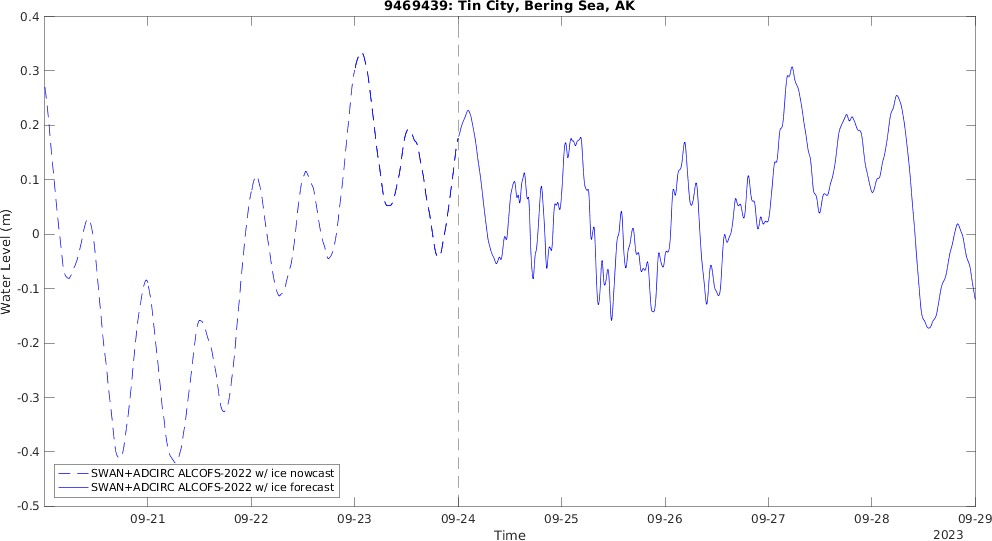 9469439: Tin City, Bering Sea, AK
Water Level (m)
0.4
0.3
0.2
0.1
0
-0.1
-0.2
-0.3
-0.4
-0.5
SWAN+ADCIRC ALCOFS-2022 w/ ice nowcast
SWAN+ADCIRC ALCOFS-2022 w/ ice forecast
09-21 09-22 09-23 09-24 09-25 09-26 09-27 09-28 09-29
Time
2023